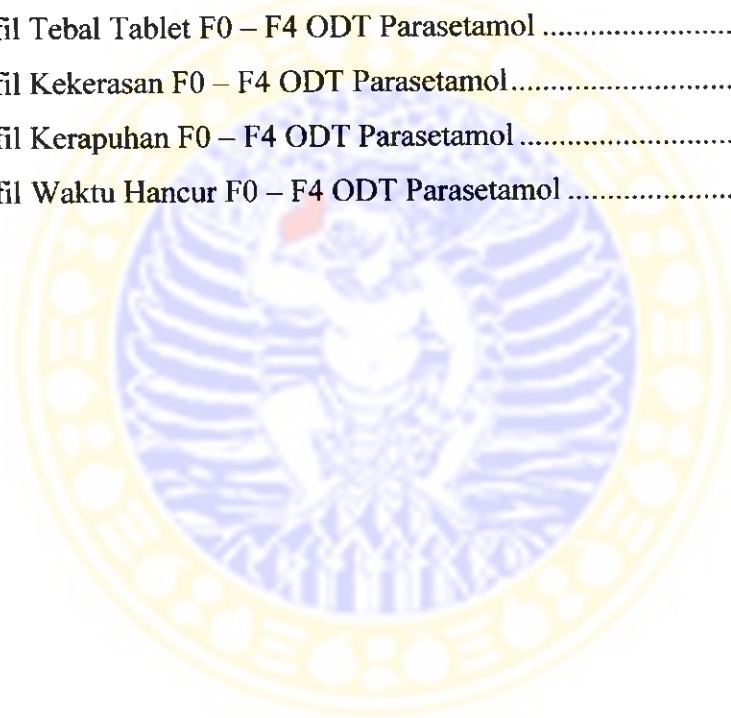 fil Tebal Tablet F0 – F4 ODT Parasetamol ........................
fil Kekerasan F0 – F4 ODT Parasetamol............................
fil Kerapuhan F0 – F4 ODT Parasetamol ...........................
fil Waktu Hancur F0 – F4 ODT Parasetamol .....................